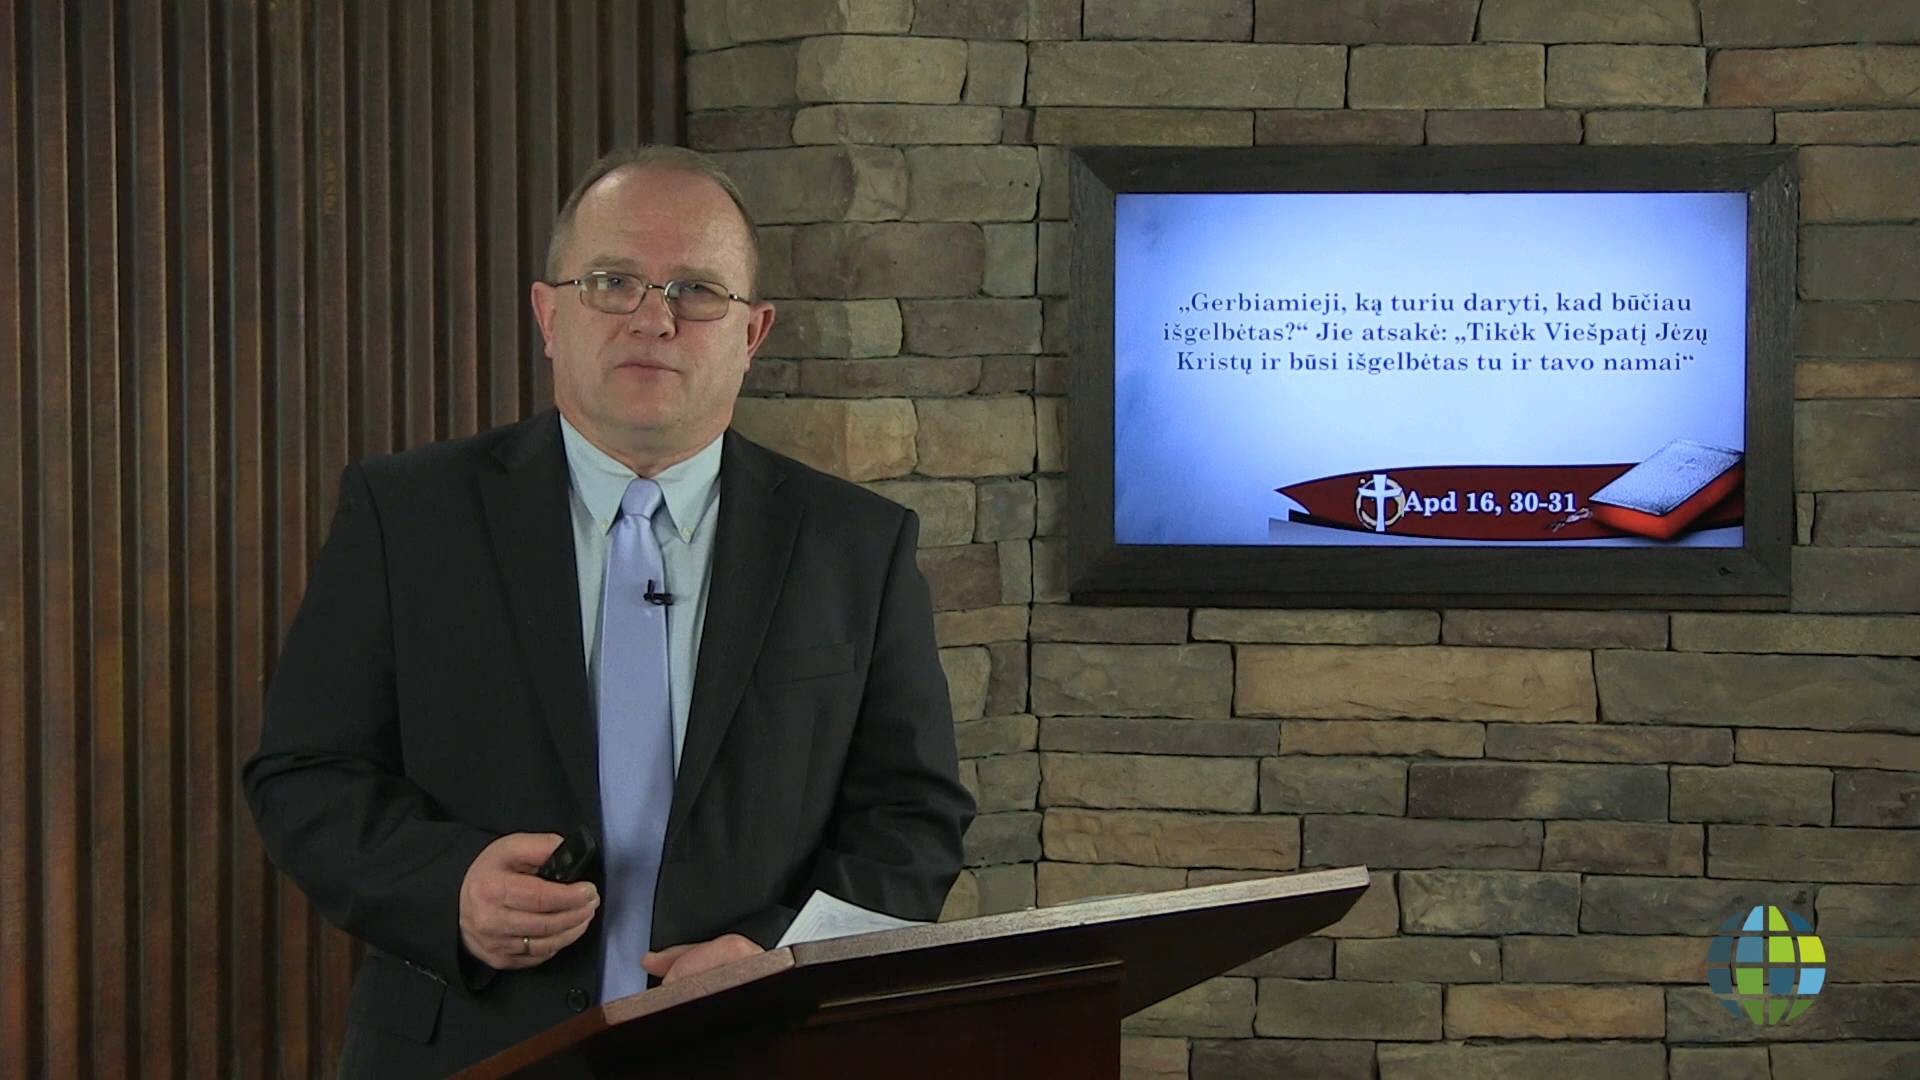 „Gerbiamieji, ką turiu daryti, kad būčiau
išgelbėtas?“ Jie atsakė: „Tikėk Viešpatį Jėzų
Kristų ir būsi išgelbėtas tu ir tavo namai“
Apd 16, 30-31